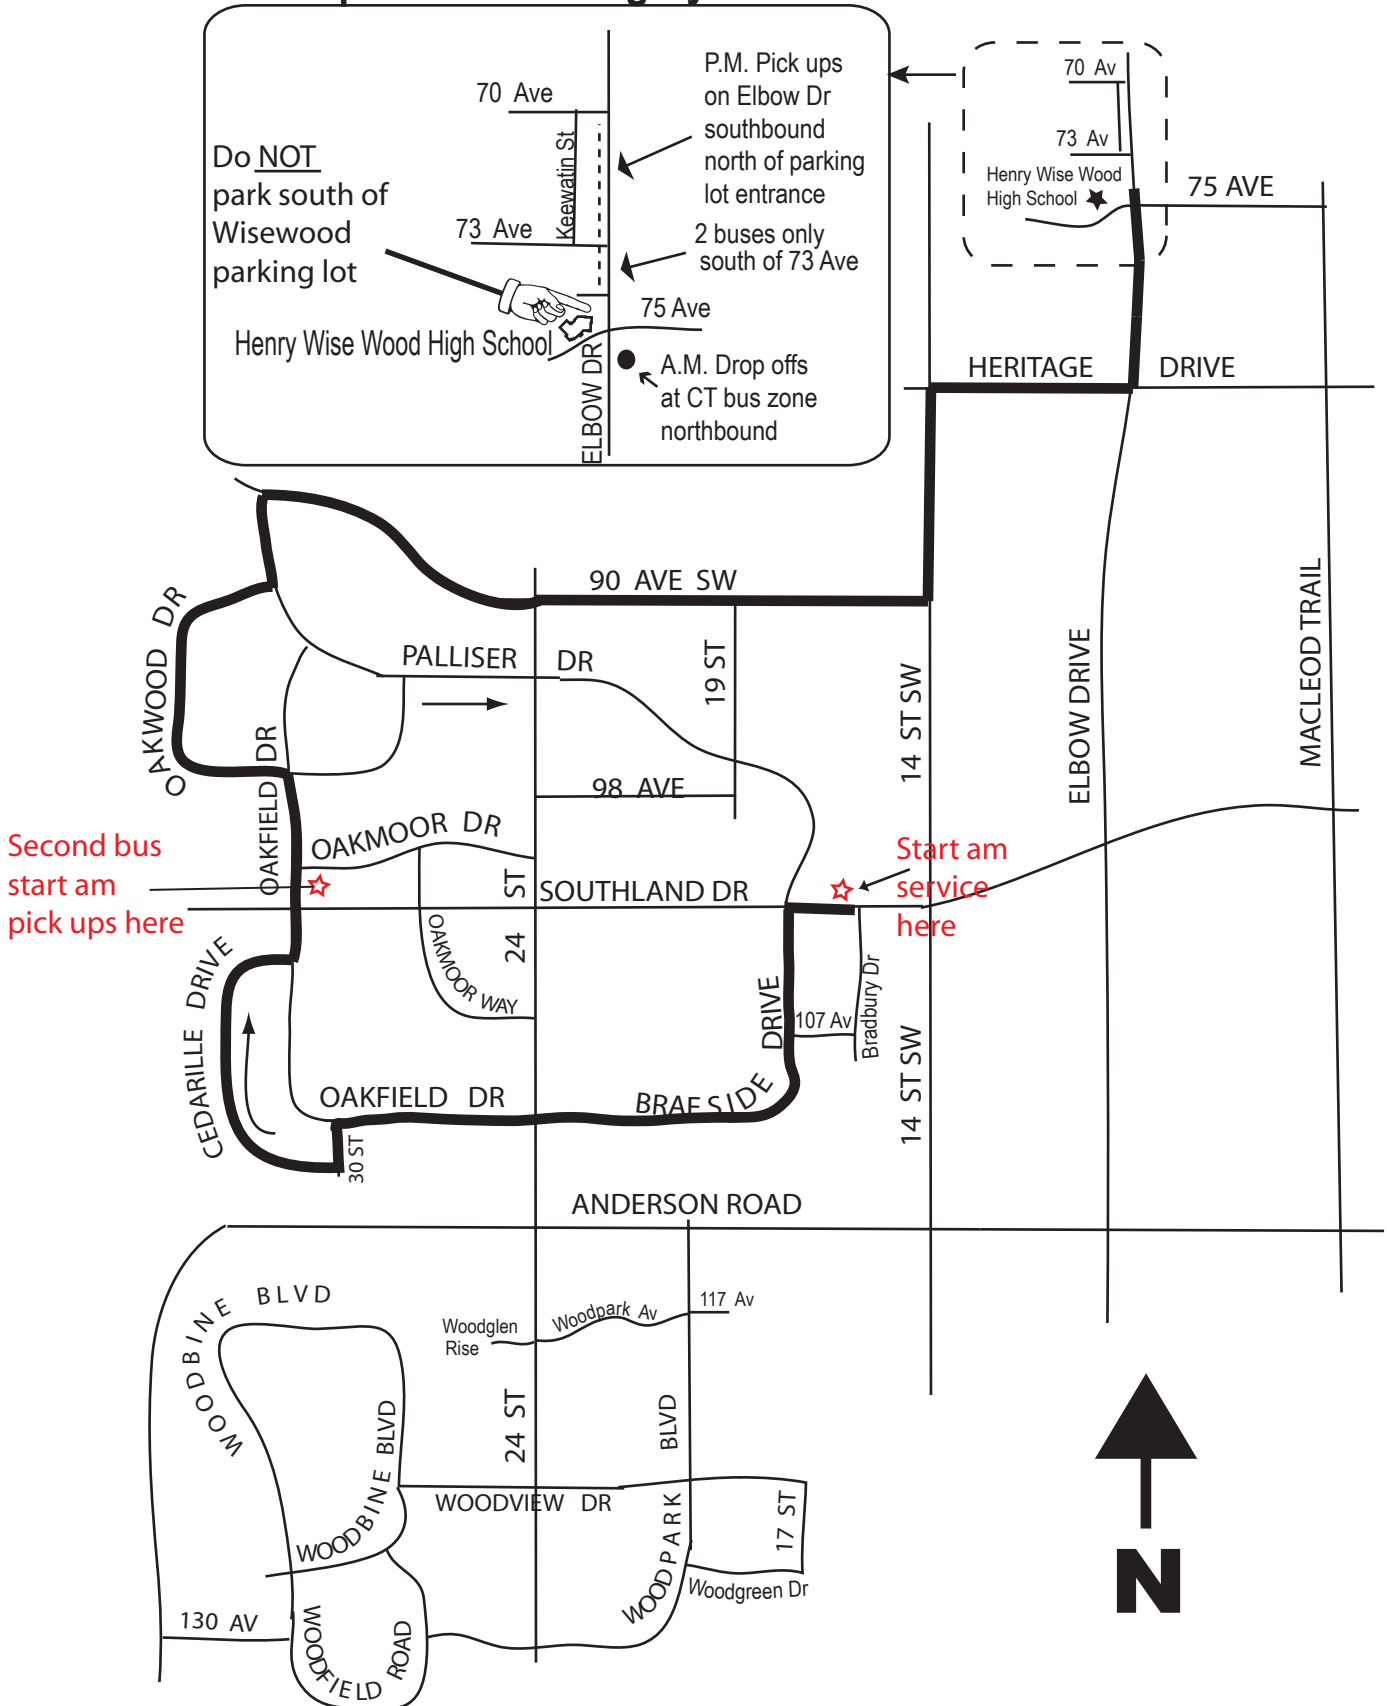 70 Ave
Keewatin St
73 Ave
P.M. Pick ups
on Elbow Dr
southbound
north of parking
lot entrance
2 buses only
south of 73 Ave
Do NOT
park south of
Wisewood
parking lot
75 Ave
Henry Wise Wood High School
ELBOW DR
A.M. Drop offs
at CT bus zone
northbound
70 Av
73 Av
Henry Wise Wood
High School
75 AVE
HERITAGE DRIVE
90 AVE SW
OAKWOOD DR
PALLISER DR
19 ST
14 ST SW
ELBOW DRIVE
MACLEOD TRAIL
OAKFIELD DR
98 AVE
OAKMOOR DR
Second bus
start am
pick ups here
Start am
service
here
24 ST
SOUTHLAND DR
OAKMOOR WAY
CEDARILLE DRIVE
BRAESIDE DRIVE
107 Av
Bradbury Dr
14 ST SW
OAKFIELD DR
30 ST
ANDERSON ROAD
WOODBINE BLVD
Woodglen
Rise
Woodpark Av
117 Av
24 ST
WOODBINE BLVD
WOODVIEW DR
WOODPARK BLVD
17 ST
Woodgreen Dr
130 AV
WOODFIELD ROAD
N